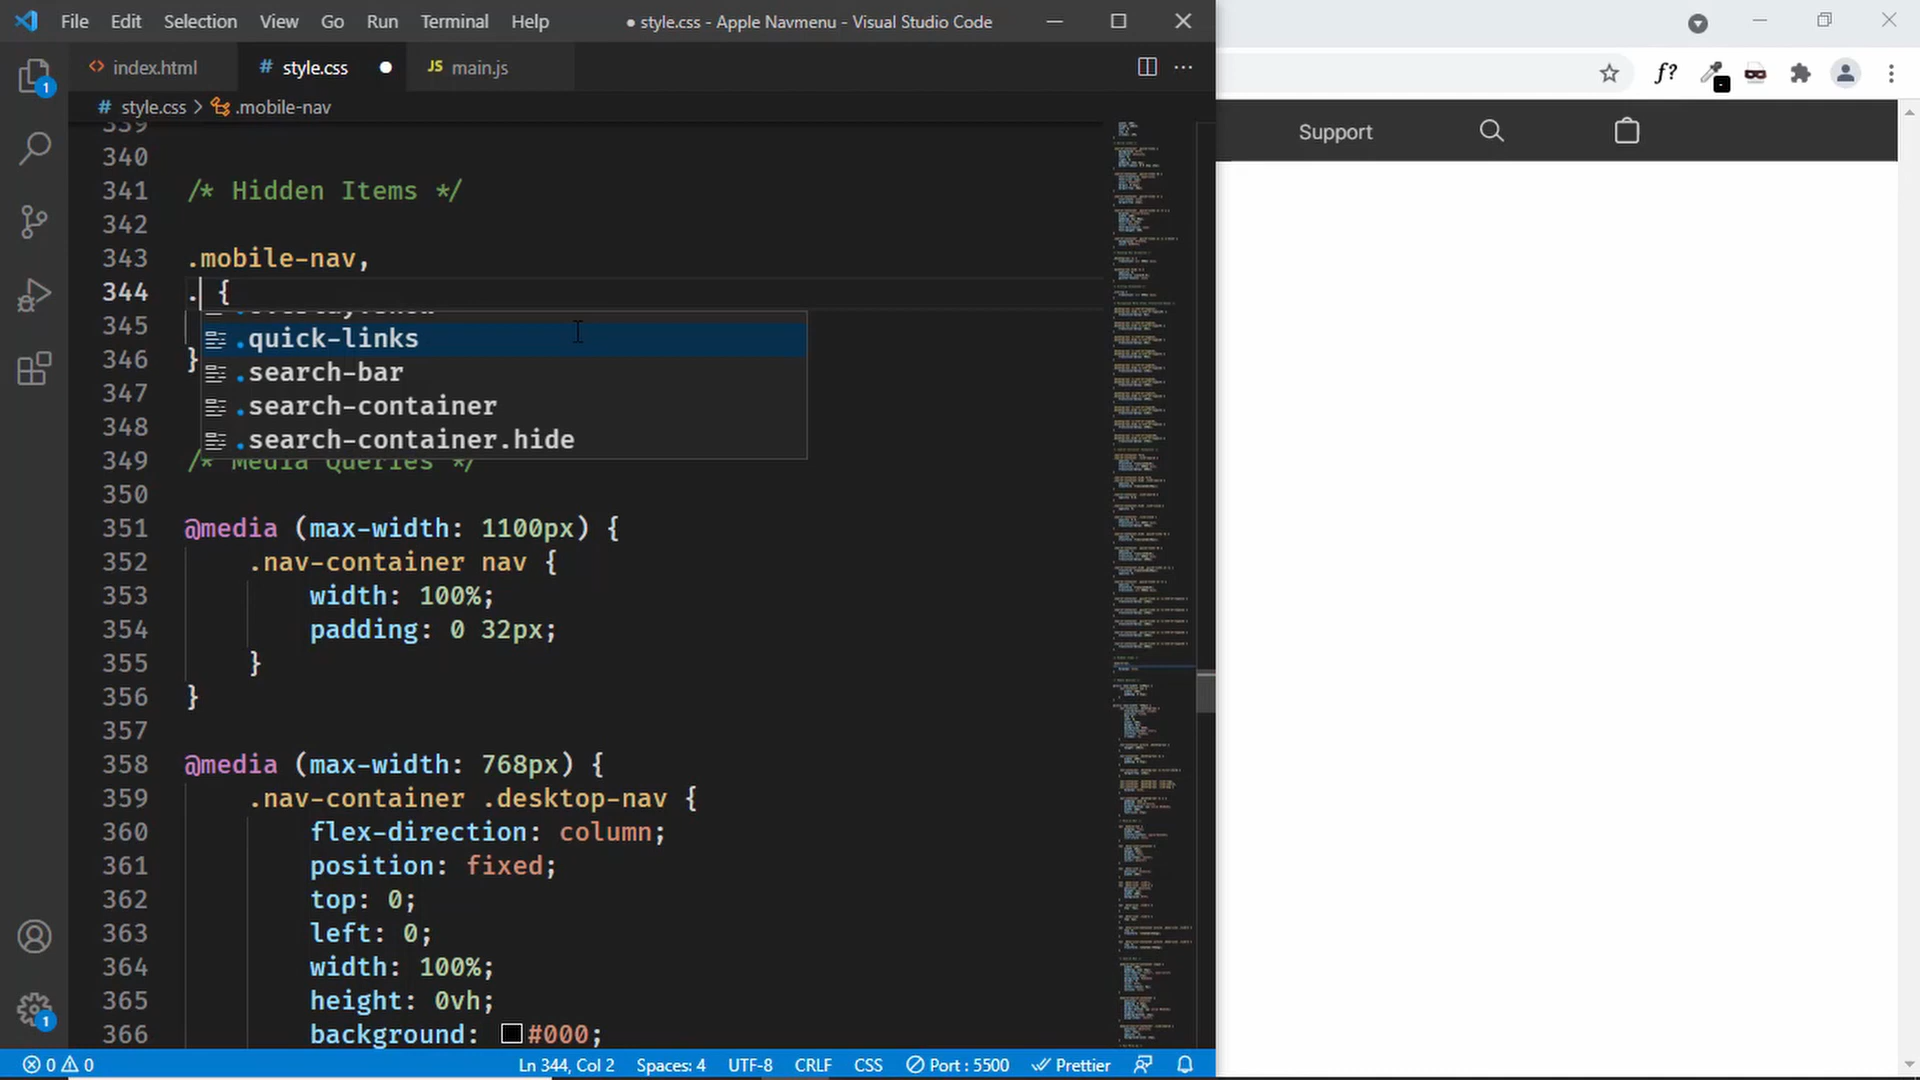 File Edit Selection View Go Run Terminal Help
● style.css - Apple Navmenu - Visual Studio Code
<> index.html
# style.css ●
JS main.js
# style.css > .mobile-nav
f?
Support
339
340
341 /* Hidden Items */
342
343 .mobile-nav,
344 . {
345
346 }
347
348
.quick-links
.search-bar
.search-container
.search-container.hide
349 /* Media Queries */
350
351 @media (max-width: 1100px) {
352 .nav-container nav {
353 width: 100%;
354 padding: 0 32px;
355 }
356 }
357
358 @media (max-width: 768px) {
359 .nav-container .desktop-nav {
360 flex-direction: column;
361 position: fixed;
362 top: 0;
363 left: 0;
364 width: 100%;
365 height: 0vh;
366 background: #000;
1
1
0 0
Ln 344, Col 2 Spaces: 4 UTF-8 CRLF CSS Port : 5500 Prettier